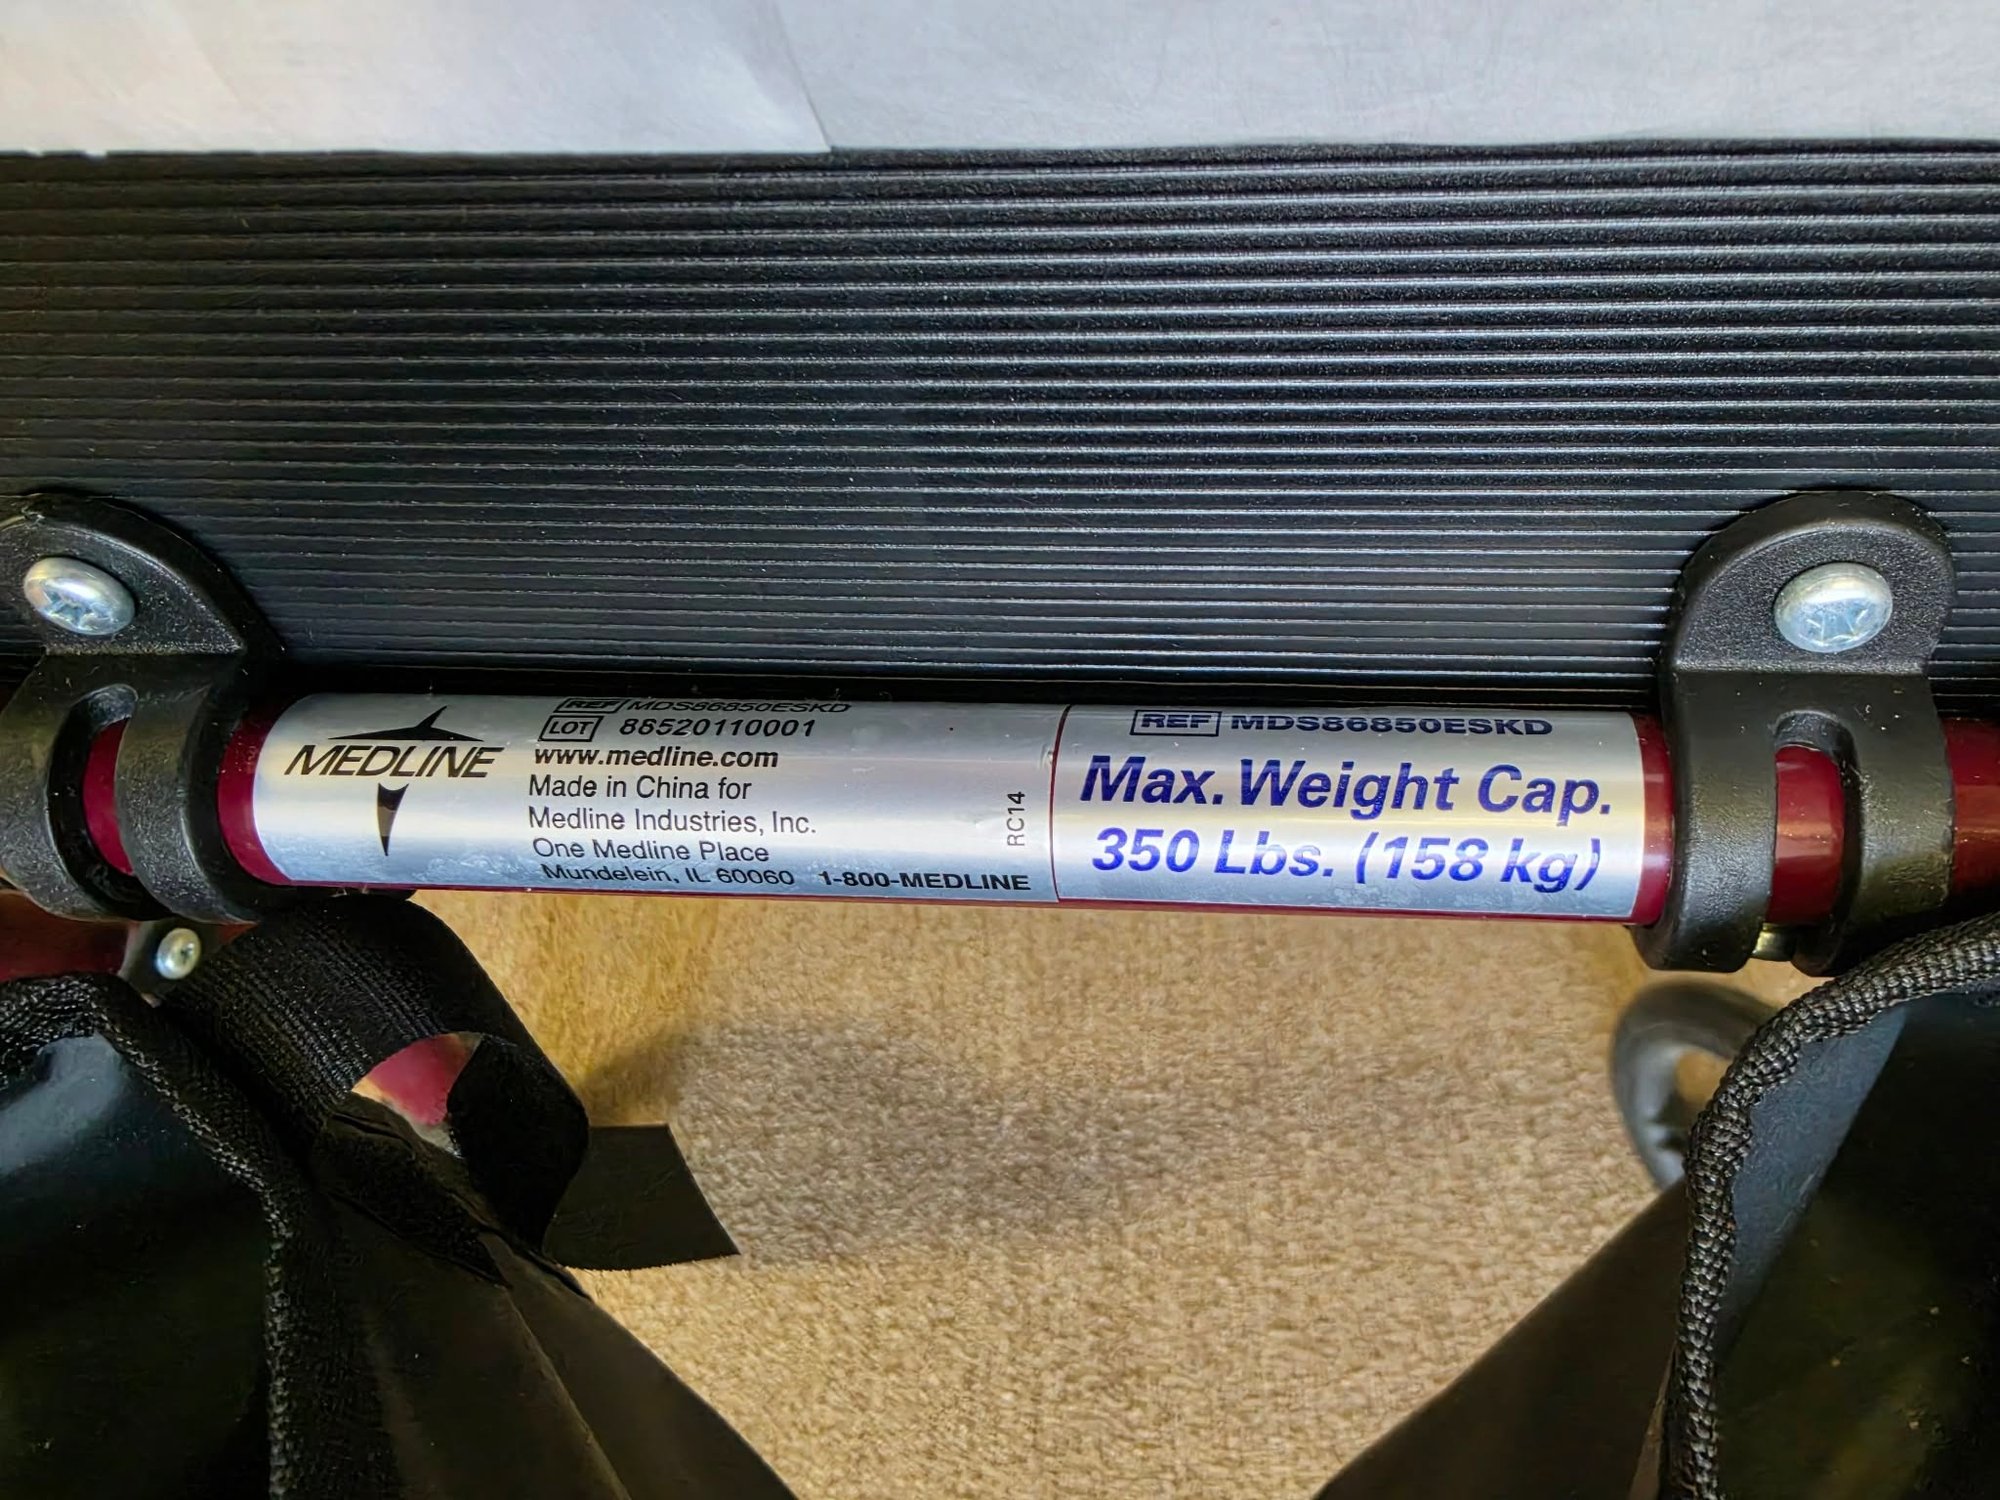 MEDLINE
REF MDS86850ESKD
LOT 88520110001
www.medline.com
Made in China for
Medline Industries, Inc.
One Medline Place
Mundelein, IL 60060 1-800-MEDLINE
RC14
REF MDS86850ESKD
Max. Weight Cap.
350 Lbs. (158 kg)